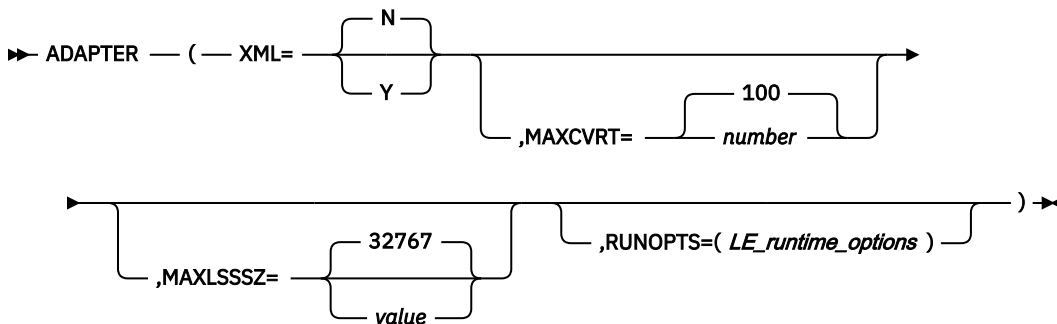 N
ADAPTER ( XML=
Y
100
,MAXCVRT= number
)
32767
,RUNOPTS=( LE_runtime_options )
,MAXLSSSZ=
value